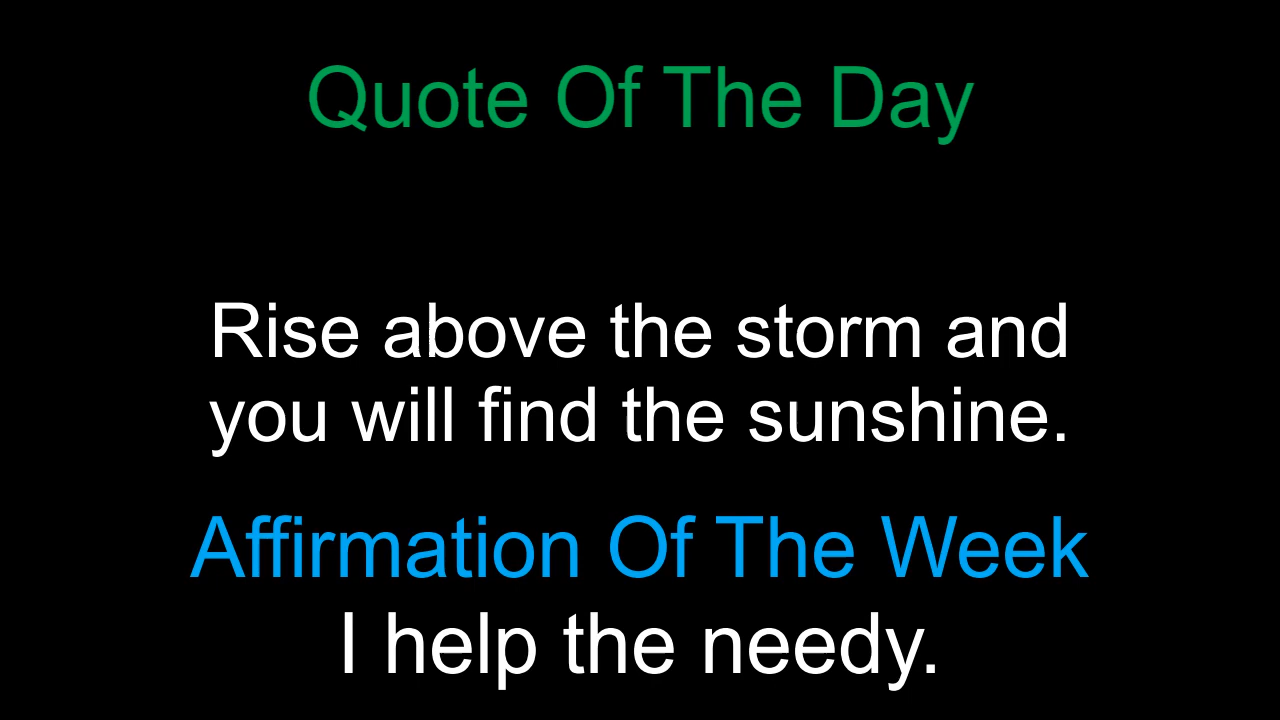 Quote Of The Day
Rise above the storm and
you will find the sunshine.
Affirmation Of The Week
I help the needy.